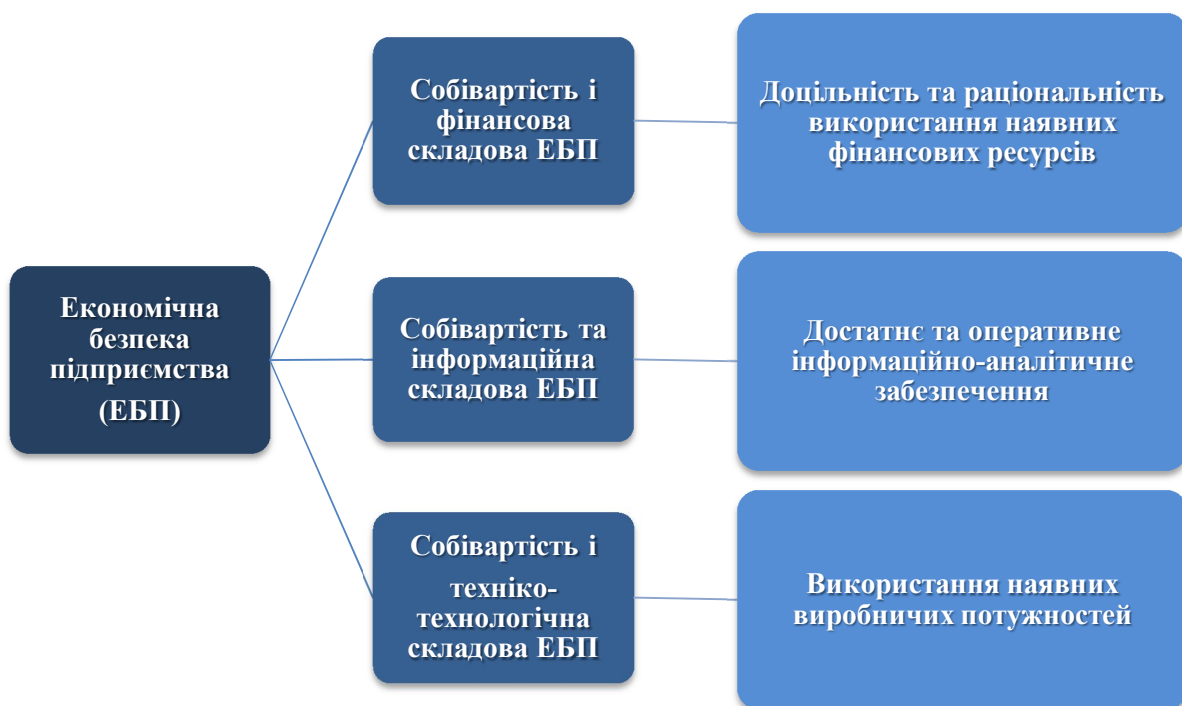 Економічна
безпека
підприємства
(ЕБП)
Собівартість і
фінансова
складова ЕБП
Доцільність та раціональність
використання наявних
фінансових ресурсів
Собівартість та
інформаційна
складова ЕБП
Достатнє та оперативне
інформаційно-аналітичне
забезпечення
Собівартість і
техніко-
технологічна
складова ЕБП
Використання наявних
виробничих потужностей